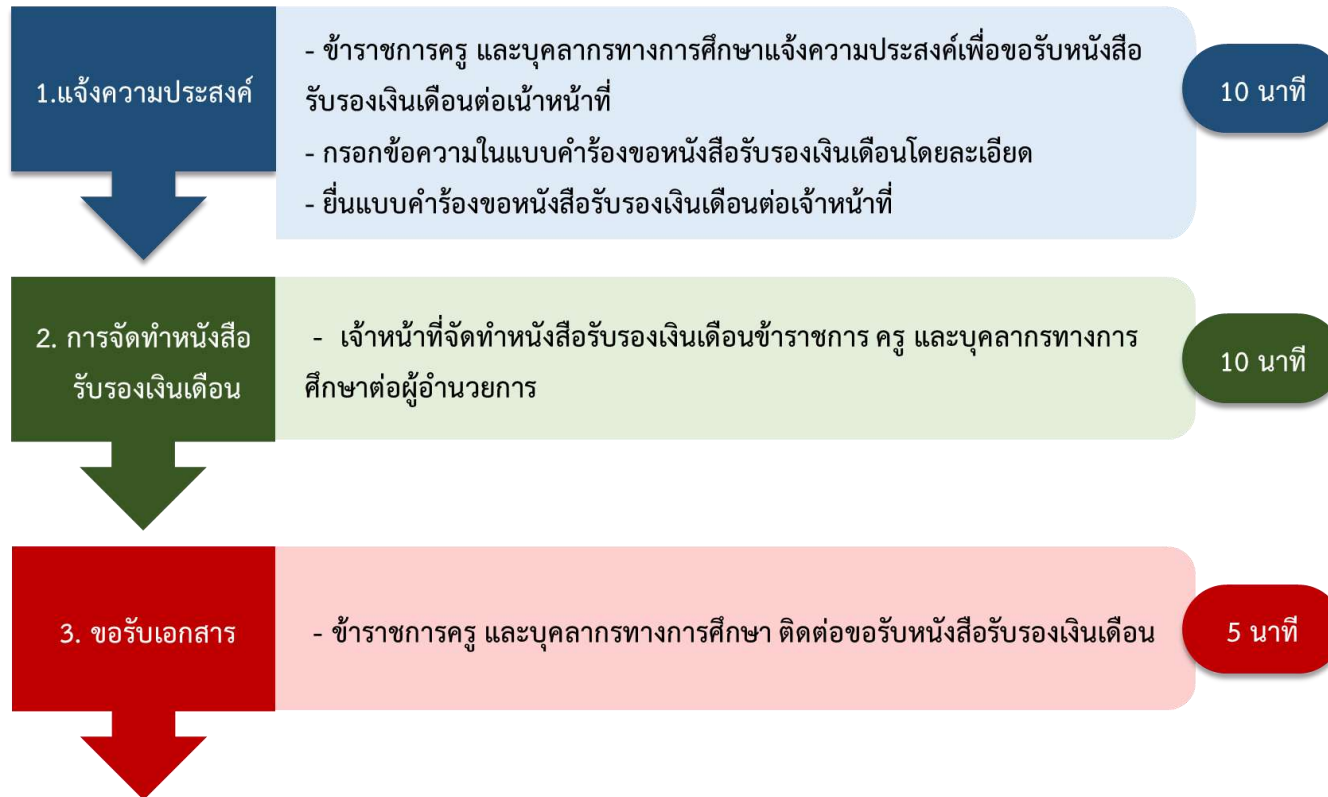 1.แจ้งความประสงค์
- ข้าราชการครู และบุคลากรทางการศึกษาแจ้งความประสงค์เพื่อขอรับหนังสือ
รับรองเงินเดือนต่อเน้าหน้าที่
- กรอกข้อความในแบบคำร้องขอหนังสือรับรองเงินเดือนโดยละเอียด
- ยื่นแบบคำร้องขอหนังสือรับรองเงินเดือนต่อเจ้าหน้าที่
10 นาที
2. การจัดทำหนังสือ
รับรองเงินเดือน
- เจ้าหน้าที่จัดทำหนังสือรับรองเงินเดือนข้าราชการ ครู และบุคลากรทางการ
ศึกษาต่อผู้อำนวยการ
10 นาที
3. ขอรับเอกสาร
- ข้าราชการครู และบุคลากรทางการศึกษา ติดต่อขอรับหนังสือรับรองเงินเดือน
5 นาที